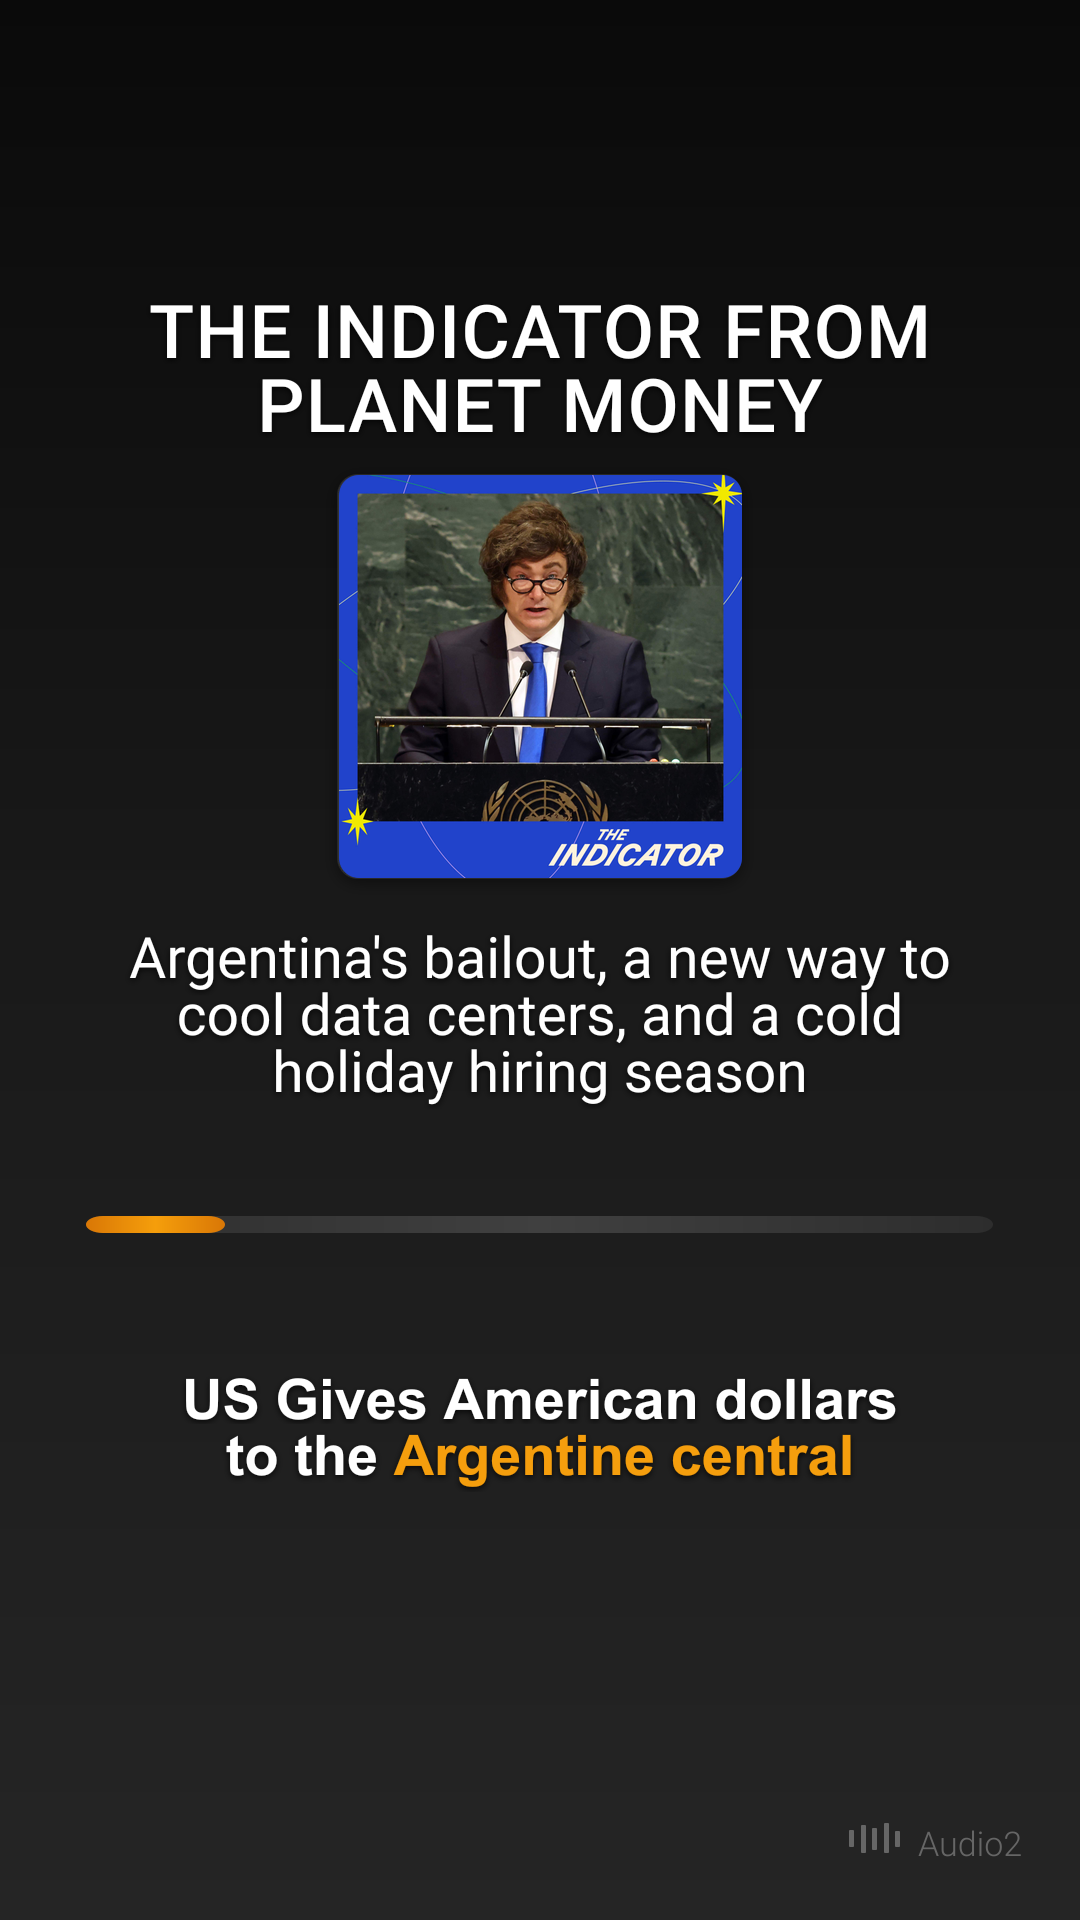 THE INDICATOR FROM
PLANET MONEY
THE
INDICATOR
Argentina's bailout, a new way to
cool data centers, and a cold
holiday hiring season
US Gives American dollars
to the Argentine central
Audio2